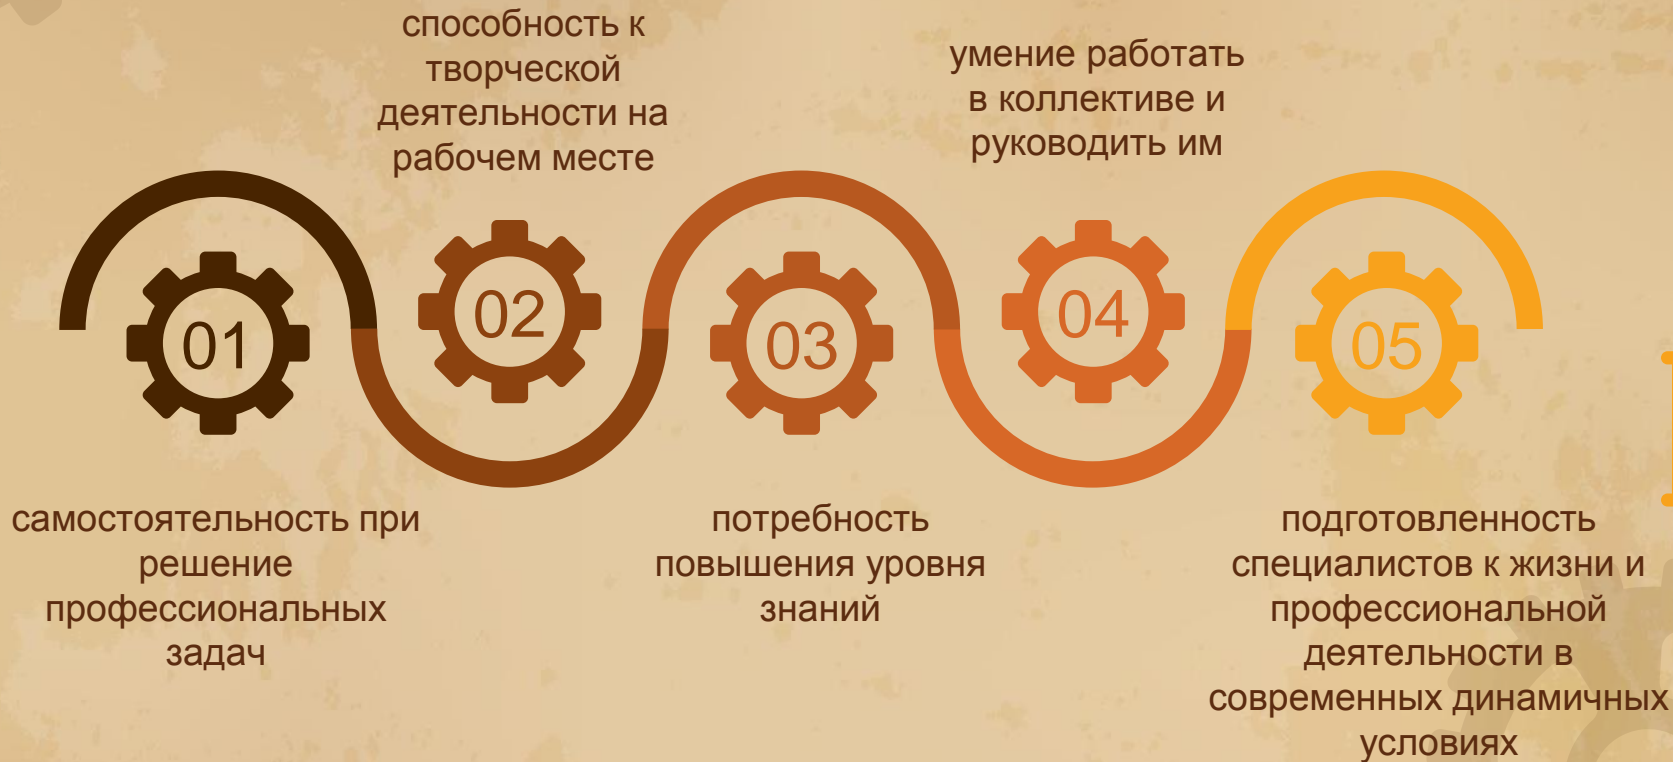 01
самостоятельность при
решение
профессиональных
задач
способность к
творческой
деятельности на
рабочем месте
02
03
потребность
повышения уровня
знаний
умение работать
в коллективе и
руководить им
04
05
подготовленность
специалистов к жизни и
профессиональной
деятельности в
современных динамичных
условиях